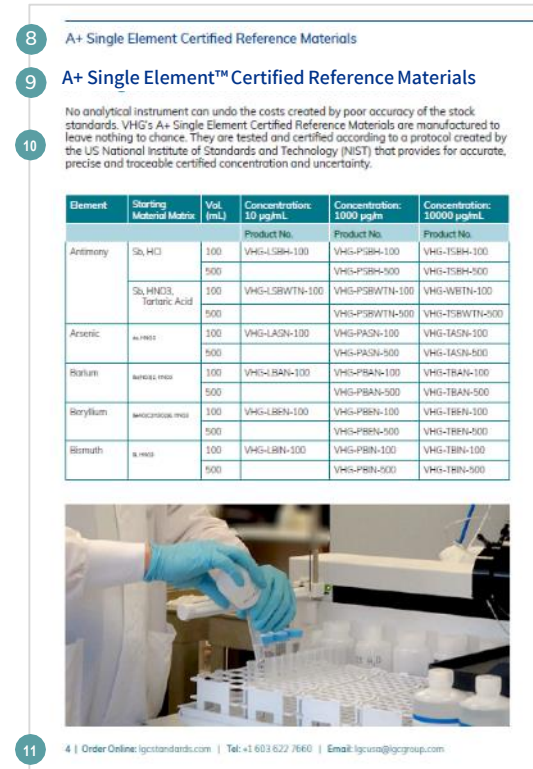 8
A+ Single Element Certified Reference Materials
9
A+ Single Element™ Certified Reference Materials
10
No analytical instrument can undo the costs created by poor accuracy of the stock
standards. VHG's A+ Single Element Certified Reference Materials are manufactured to
leave nothing to chance. They are tested and certified according to a protocol created by
the US National Institute of Standards and Technology (NIST) that provides for accurate,
precise and traceable certified concentration and uncertainty.
Element Starting Material Matrix Vol. (mL) Concentration: 10 µg/mL Concentration: 1000 µg/m Concentration: 10000 µg/mL
Product No. Product No. Product No.
Antimony Sb, HCl 100 VHG-LSBH-100 VHG-PSBH-100 VHG-TSBH-100
500 VHG-PSBH-500 VHG-TSBH-500
Sb, HNO3, Tartaric Acid 100 VHG-LSBWTN-100 VHG-PSBWTN-100 VHG-WBTN-100
500 VHG-PSBWTN-500 VHG-TSBWTN-500
Arsenic As, HNO3 100 VHG-LASN-100 VHG-PASN-100 VHG-TASN-100
500 VHG-PASN-500 VHG-TASN-500
Barium 100 VHG-LBAN-100 VHG-PBAN-100 VHG-TBAN-100
500 VHG-PBAN-500 VHG-TBAN-500
Beryllium 100 VHG-LBEN-100 VHG-PBEN-100 VHG-TBEN-100
500 VHG-PBEN-500 VHG-TBEN-500
Bismuth Bi, HNO3 100 VHG-LBIN-100 VHG-PBIN-100 VHG-TBIN-100
500 VHG-PBIN-500 VHG-TBIN-500
11
4 | Order Online: lgcstandards.com | Tel: +1 603 622 7660 | Email: lgcusa@lgcgroup.com